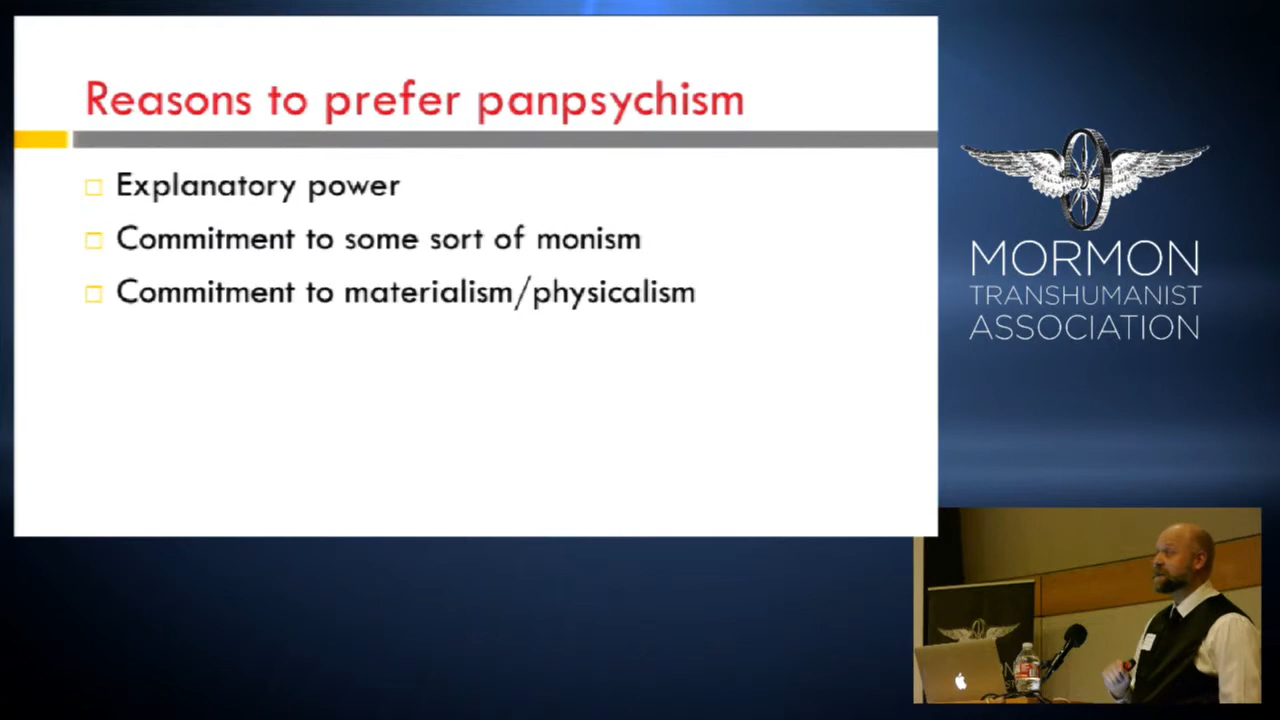 Reasons to prefer panpsychism
Explanatory power
Commitment to some sort of monism
Commitment to materialism/physicalism
MORMON
TRANSHUMANIST
ASSOCIATION